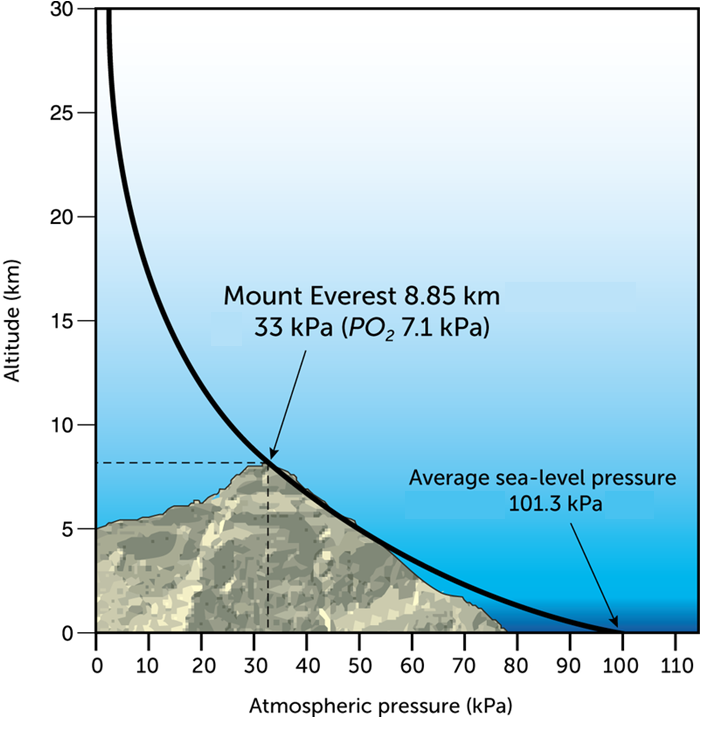 30
25
20
15
10
5
0
Altitude (km)
Mount Everest 8.85 km
33 kPa (PO₂ 7.1 kPa)
Average sea-level pressure
101.3 kPa
0 10 20 30 40 50 60 70 80 90 100 110
Atmospheric pressure (kPa)